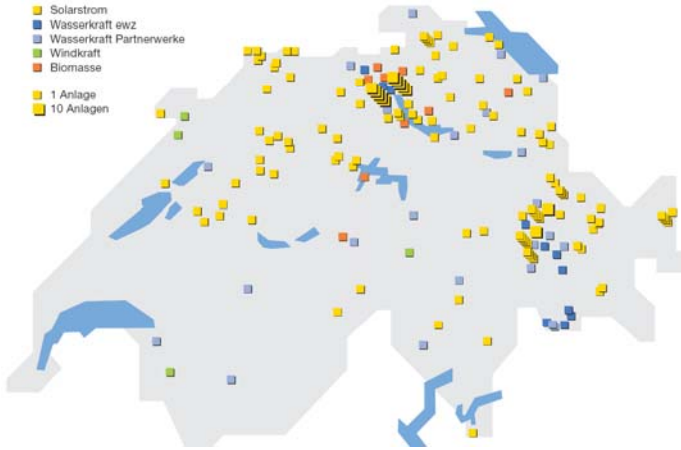 Solarstrom
Wasserkraft ewz
Wasserkraft Partnerwerke
Windkraft
Biomasse
1 Anlage
10 Anlagen